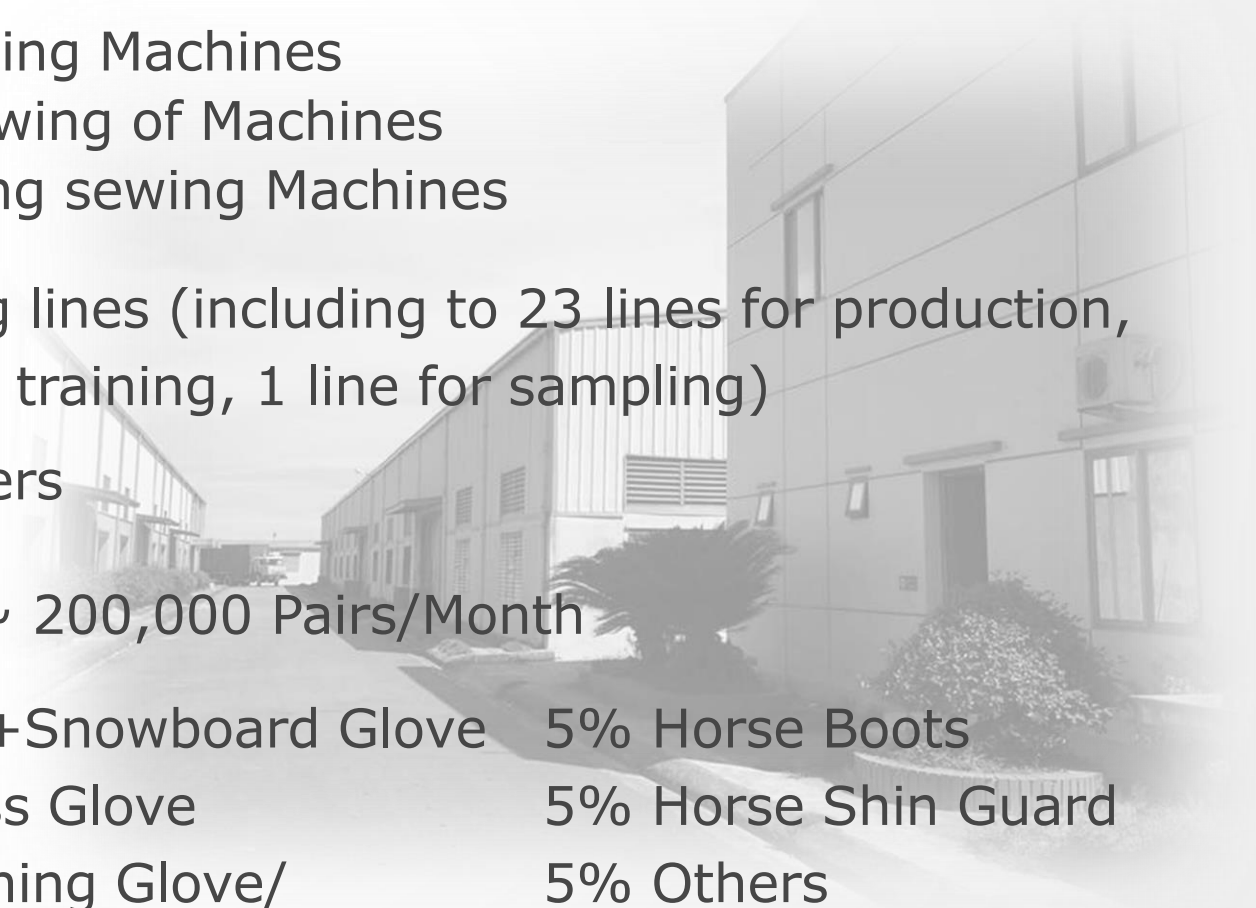 ing Machines
wing of Machines
ng sewing Machines
g lines (including to 23 lines for production,
training, 1 line for sampling)
ers
~ 200,000 Pairs/Month
+Snowboard Glove 5% Horse Boots
ss Glove 5% Horse Shin Guard
ning Glove/ 5% Others